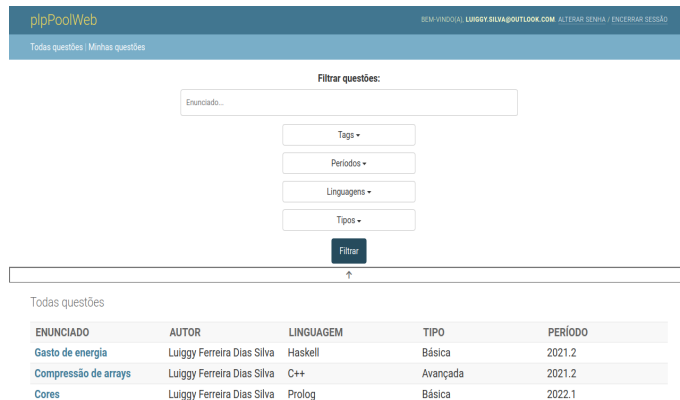 plpPoolWeb
BEM-VINDO(A), LUIGGY.SILVA@OUTLOOK.COM. ALTERAR SENHA / ENCERRAR SESSÃO
Todas questões | Minhas questões
Filtrar questões:
Enunciado...
Tags
Períodos
Linguagens
Tipos
Filtrar
↑
Todas questões
ENUNCIADO AUTOR LINGUAGEM TIPO PERÍODO
Gasto de energia Luiggy Ferreira Dias Silva Haskell Básica 2021.2
Compressão de arrays Luiggy Ferreira Dias Silva C++ Avançada 2021.2
Cores Luiggy Ferreira Dias Silva Prolog Básica 2022.1